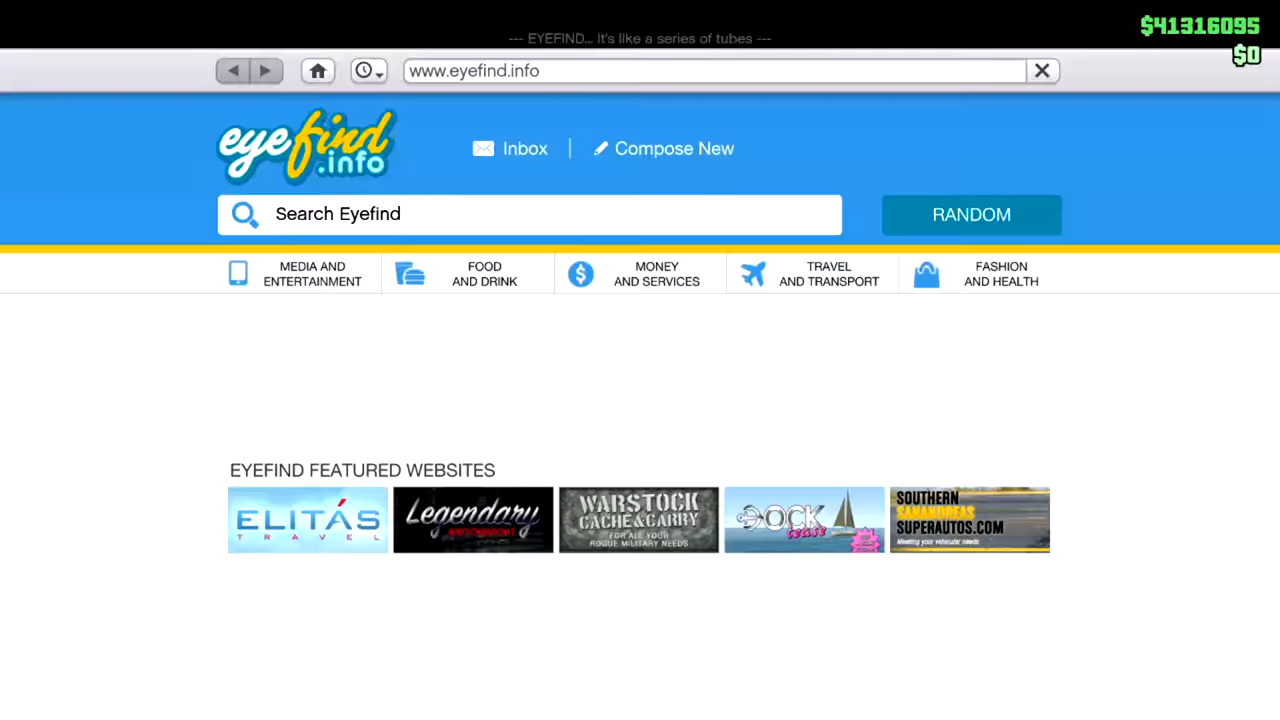 $41316095
--- EYEFIND... It's like a series of tubes ---
$0
www.eyefind.info
eyefind
.info
Inbox
Compose New
Search Eyefind
RANDOM
MEDIA AND
ENTERTAINMENT
FOOD
AND DRINK
MONEY
AND SERVICES
TRAVEL
AND TRANSPORT
FASHION
AND HEALTH
EYEFIND FEATURED WEBSITES
ELITÁS
TRAVEL
Legendary
MOTORSPORT
WARSTOCK
CACHE&CARRY
FOR ALL YOUR
ROGUE MILITARY NEEDS
DOCK
tease
SOUTHERN
SANANDREAS
SUPERAUTOS.COM
Meeting your vehicular needs